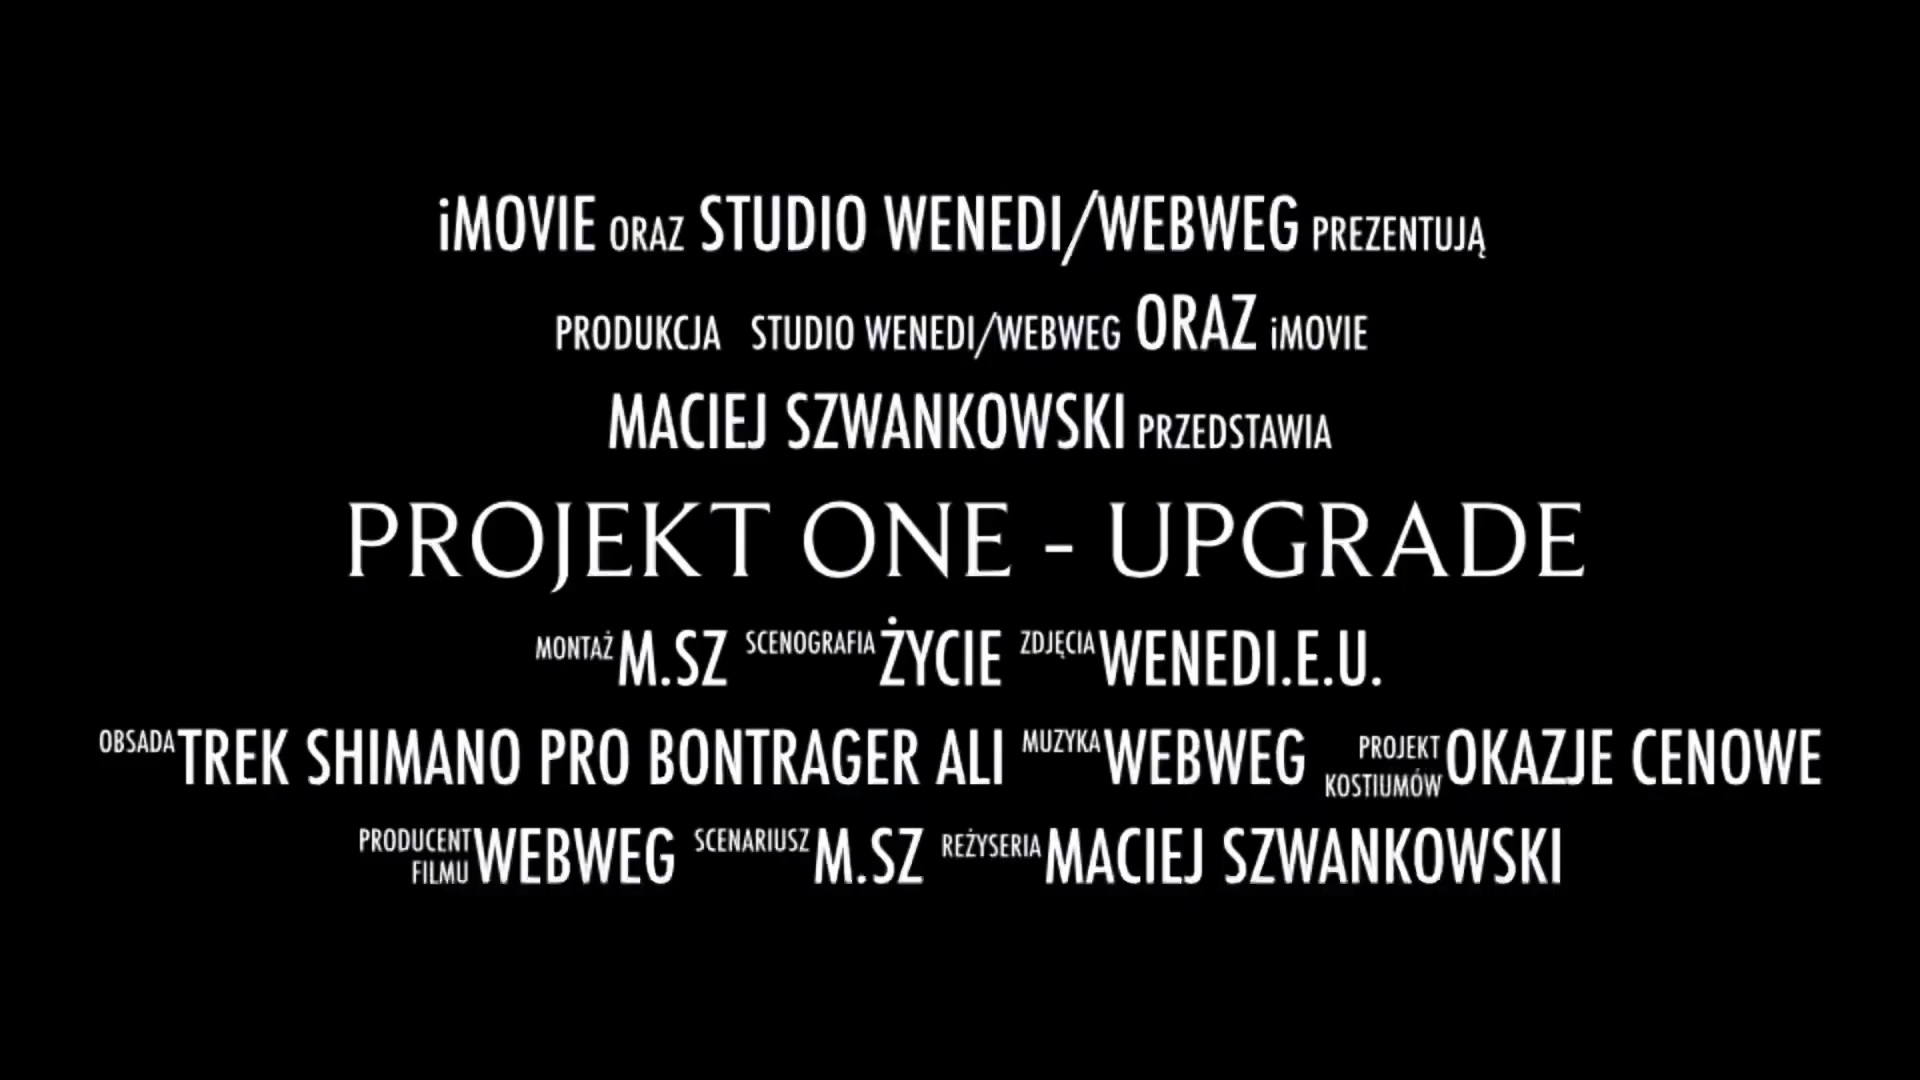 iMOVIE ORAZ STUDIO WENEDI/WEBWEG PREZENTUJĄ
PRODUKCJA STUDIO WENEDI/WEBWEG ORAZ iMOVIE
MACIEJ SZWANKOWSKI PRZEDSTAWIA
PROJEKT ONE - UPGRADE
MONTAŻ M.SZ SCENOGRAFIA ŻYCIE ZDJĘCIA WENEDI.E.U.
OBSADA TREK SHIMANO PRO BONTRAGER ALI MUZYKA WEBWEG PROJEKT KOSTIUMÓW OKAZJE CENOWE
PRODUCENT FILMU WEBWEG SCENARIUSZ M.SZ REŻYSERIA MACIEJ SZWANKOWSKI